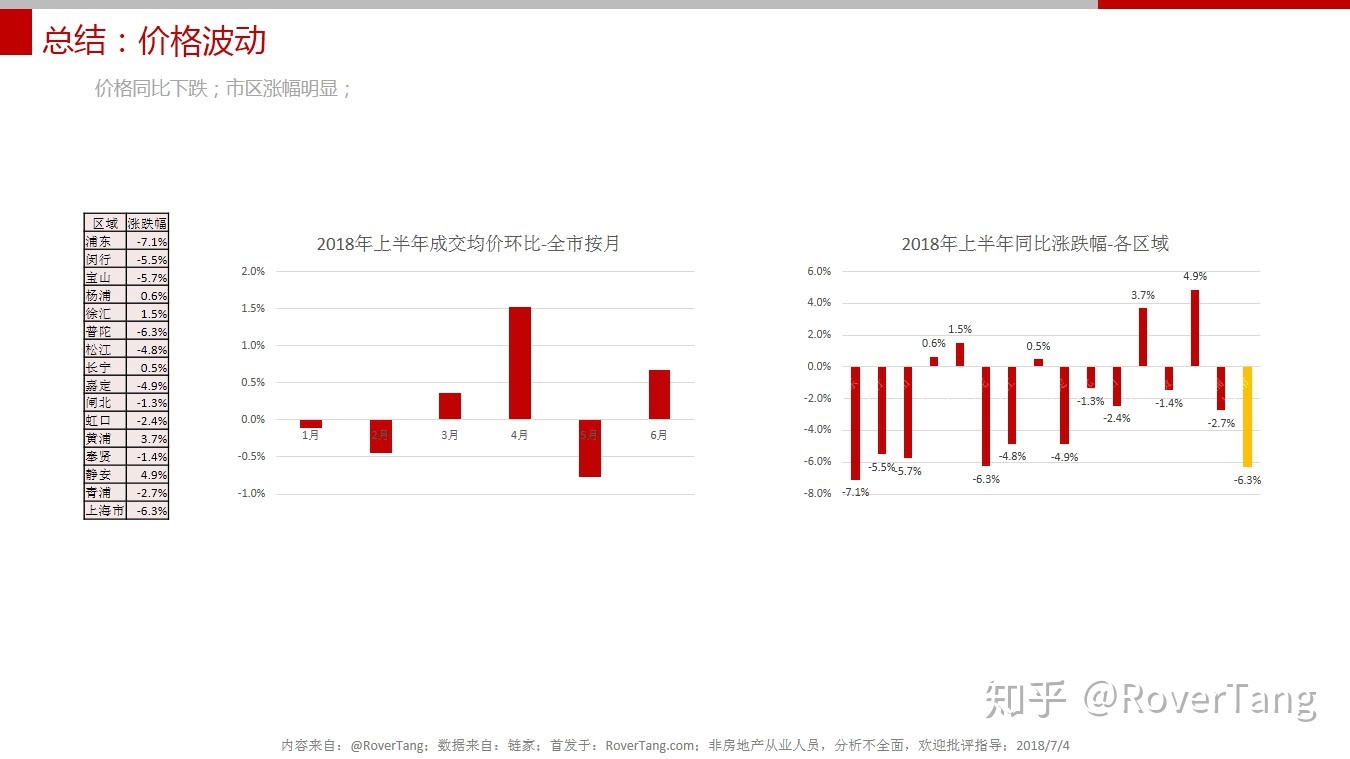 总结：价格波动
价格同比下跌；市区涨幅明显；
区域 涨跌幅
浦东 -7.1%
闵行 -5.5%
宝山 -5.7%
杨浦 0.6%
徐汇 1.5%
普陀 -6.3%
松江 -4.8%
长宁 0.5%
嘉定 -4.9%
闸北 -1.3%
虹口 -2.4%
黄浦 3.7%
奉贤 -1.4%
静安 4.9%
青浦 -2.7%
上海市 -6.3%
2018年上半年成交均价环比-全市按月
2.0%
1.5%
1.0%
0.5%
0.0%
-0.5%
-1.0%
1月 2月 3月 4月 5月 6月
2018年上半年同比涨跌幅-各区域
6.0%
4.0%
2.0%
0.0%
-2.0%
-4.0%
-6.0%
-8.0%
-7.1% -5.5% -5.7% 0.6% 1.5% -6.3% -4.8% 0.5% -4.9% -1.3% -2.4% 3.7% -1.4% 4.9% -2.7% -6.3%
知乎 @RoverTang
内容来自：@RoverTang；数据来自：链家；首发于：RoverTang.com；非房地产从业人员，分析不全面，欢迎批评指导；2018/7/4